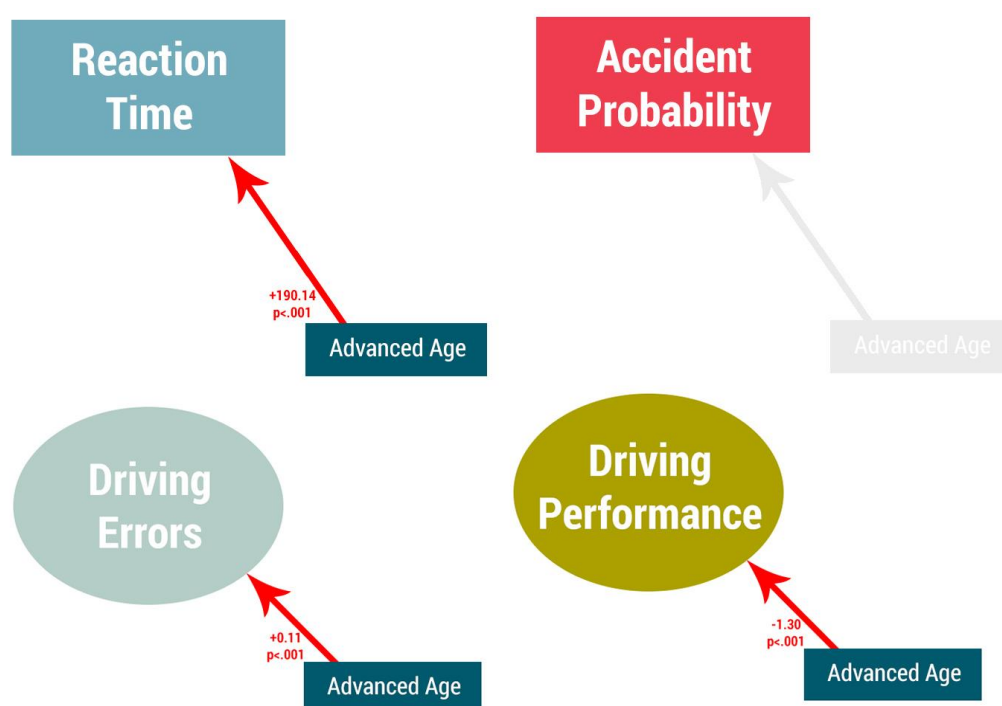 Reaction
Time
Accident
Probability
+190.14
p<.001
Advanced Age
Advanced Age
Driving
Errors
Driving
Performance
+0.11
p<.001
Advanced Age
-1.30
p<.001
Advanced Age